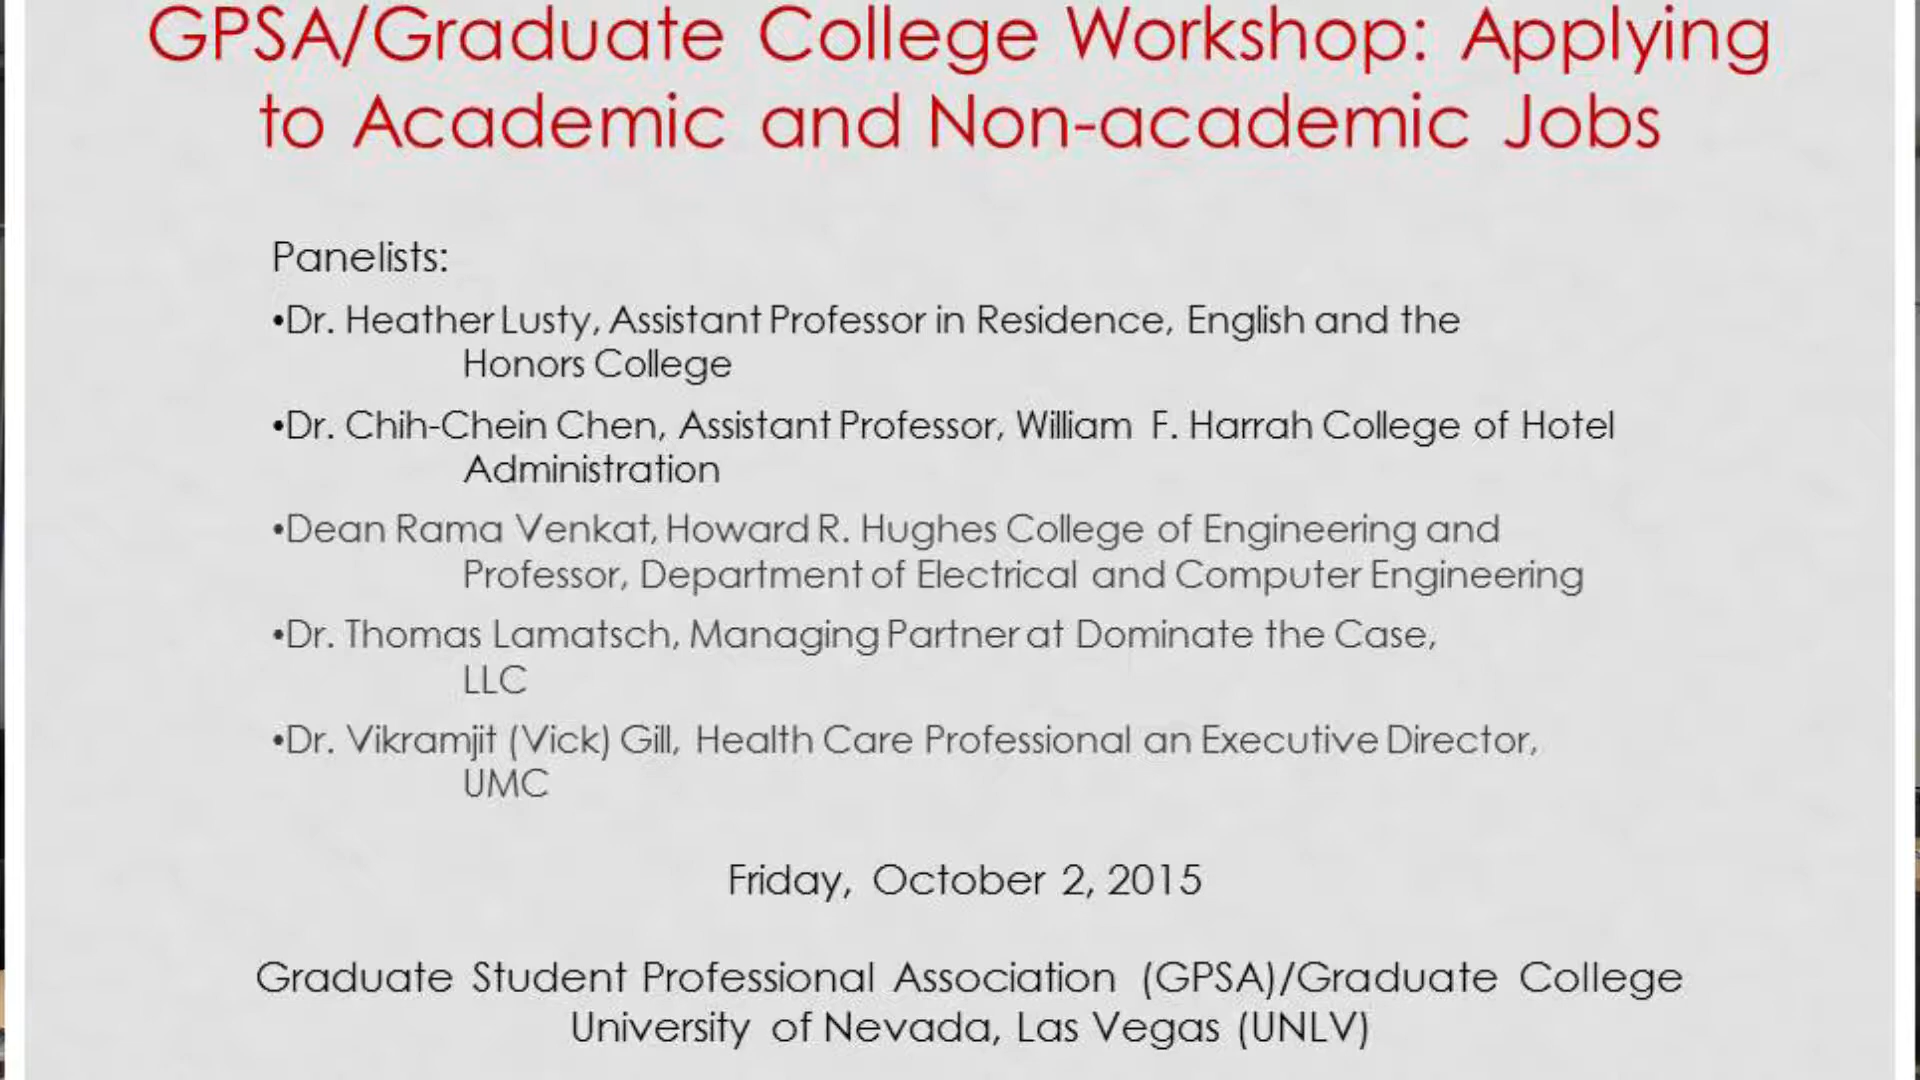 GPSA/Graduate College Workshop: Applying
to Academic and Non-academic Jobs
Panelists:
•Dr. Heather Lusty, Assistant Professor in Residence, English and the
Honors College
•Dr. Chih-Chein Chen, Assistant Professor, William F. Harrah College of Hotel
Administration
•Dean Rama Venkat, Howard R. Hughes College of Engineering and
Professor, Department of Electrical and Computer Engineering
•Dr. Thomas Lamatsch, Managing Partner at Dominate the Case,
LLC
•Dr. Vikramjit (Vick) Gill, Health Care Professional an Executive Director,
UMC
Friday, October 2, 2015
Graduate Student Professional Association (GPSA)/Graduate College
University of Nevada, Las Vegas (UNLV)